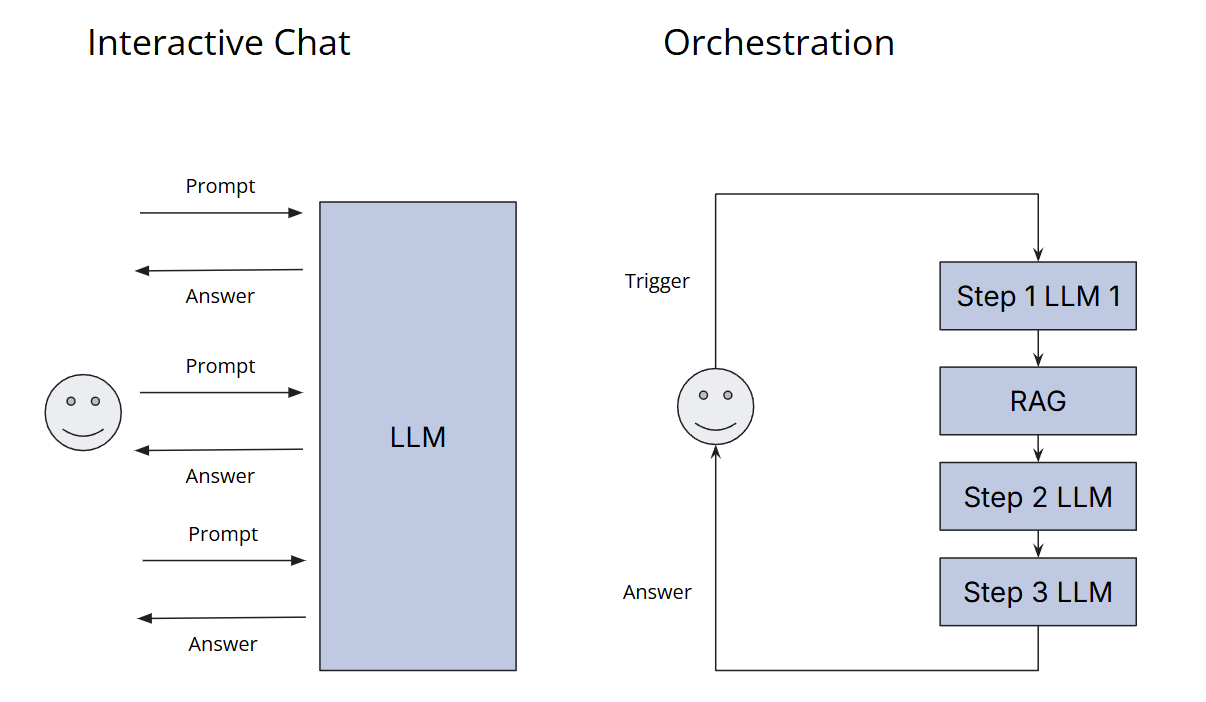 Interactive Chat
Orchestration
Prompt
Answer
Prompt
Answer
Prompt
Answer
LLM
Trigger
Answer
Step 1 LLM 1
RAG
Step 2 LLM
Step 3 LLM